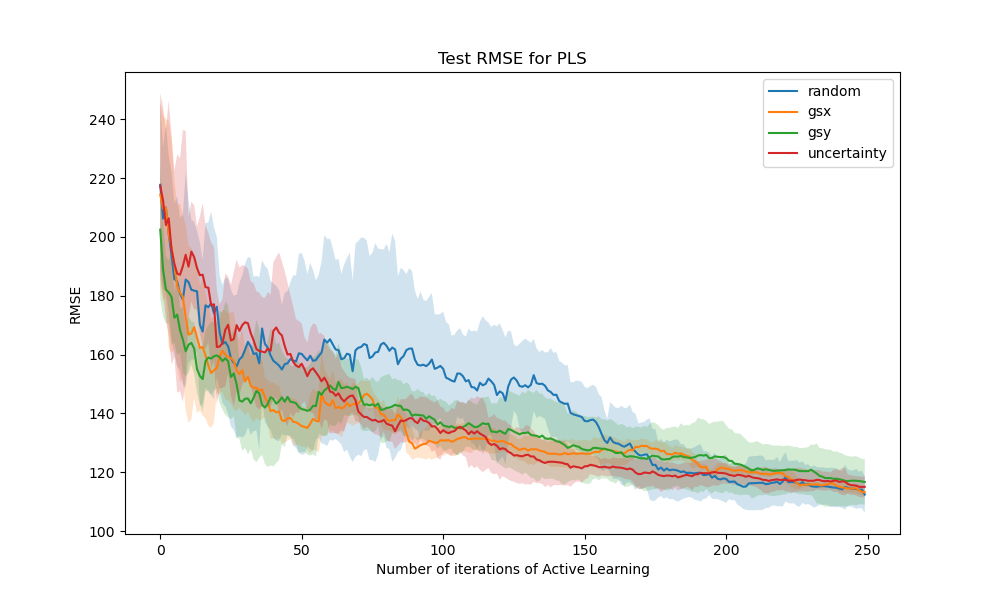 Test RMSE for PLS
random
gsx
gsy
uncertainty
RMSE
240
220
200
180
160
140
120
100
0 50 100 150 200 250
Number of iterations of Active Learning